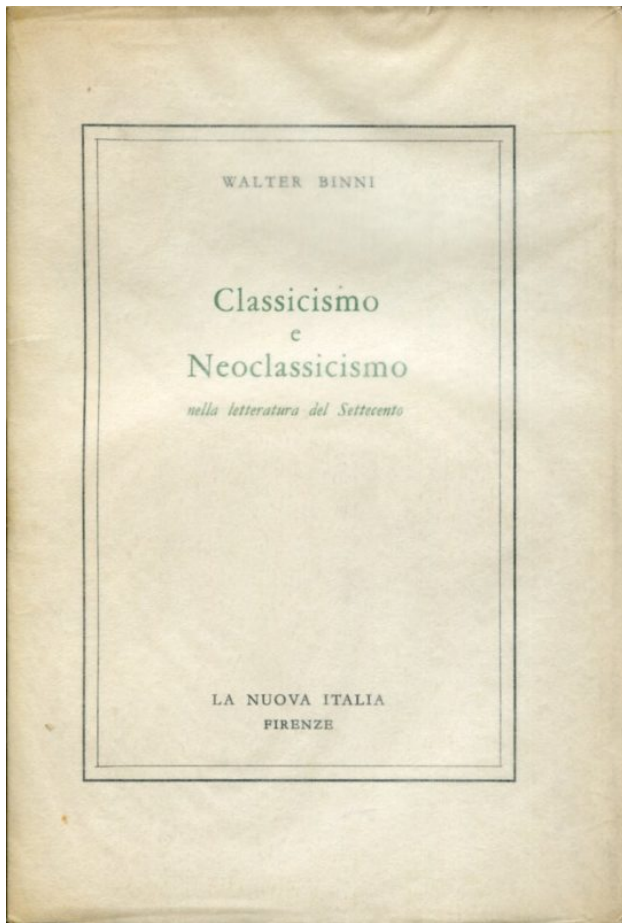 WALTER BINNI
Classicismo
e
Neoclassicismo
nella letteratura del Settecento
LA NUOVA ITALIA
FIRENZE